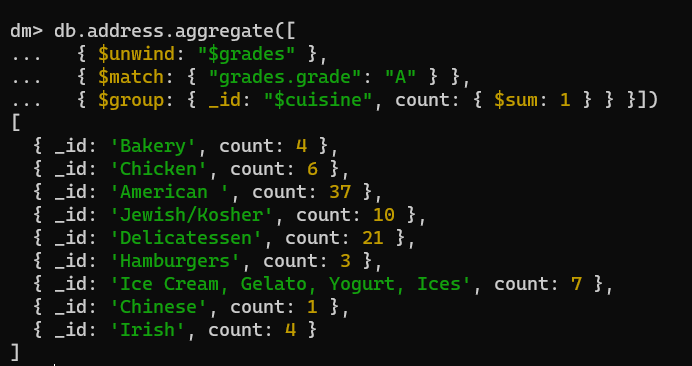 dm> db.address.aggregate([
...   { $unwind: "$grades" },
...   { $match: { "grades.grade": "A" } },
...   { $group: { _id: "$cuisine", count: { $sum: 1 } } }])
[
  { _id: 'Bakery', count: 4 },
  { _id: 'Chicken', count: 6 },
  { _id: 'American ', count: 37 },
  { _id: 'Jewish/Kosher', count: 10 },
  { _id: 'Delicatessen', count: 21 },
  { _id: 'Hamburgers', count: 3 },
  { _id: 'Ice Cream, Gelato, Yogurt, Ices', count: 7 },
  { _id: 'Chinese', count: 1 },
  { _id: 'Irish', count: 4 }
]